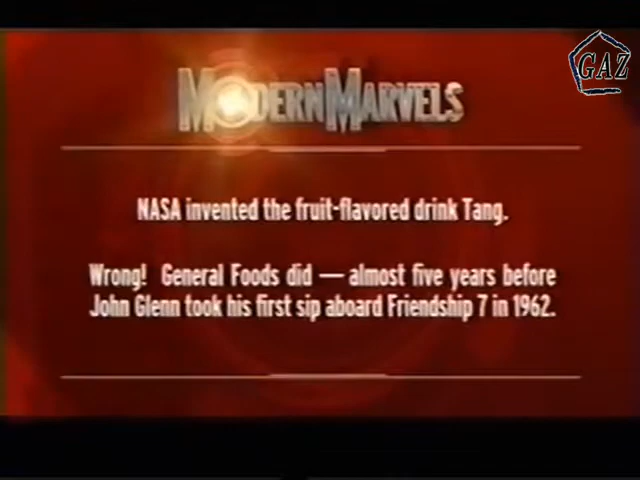 GAZ
MODERN MARVELS
NASA invented the fruit-flavored drink Tang.
Wrong! General Foods did — almost five years before
John Glenn took his first sip aboard Friendship 7 in 1962.